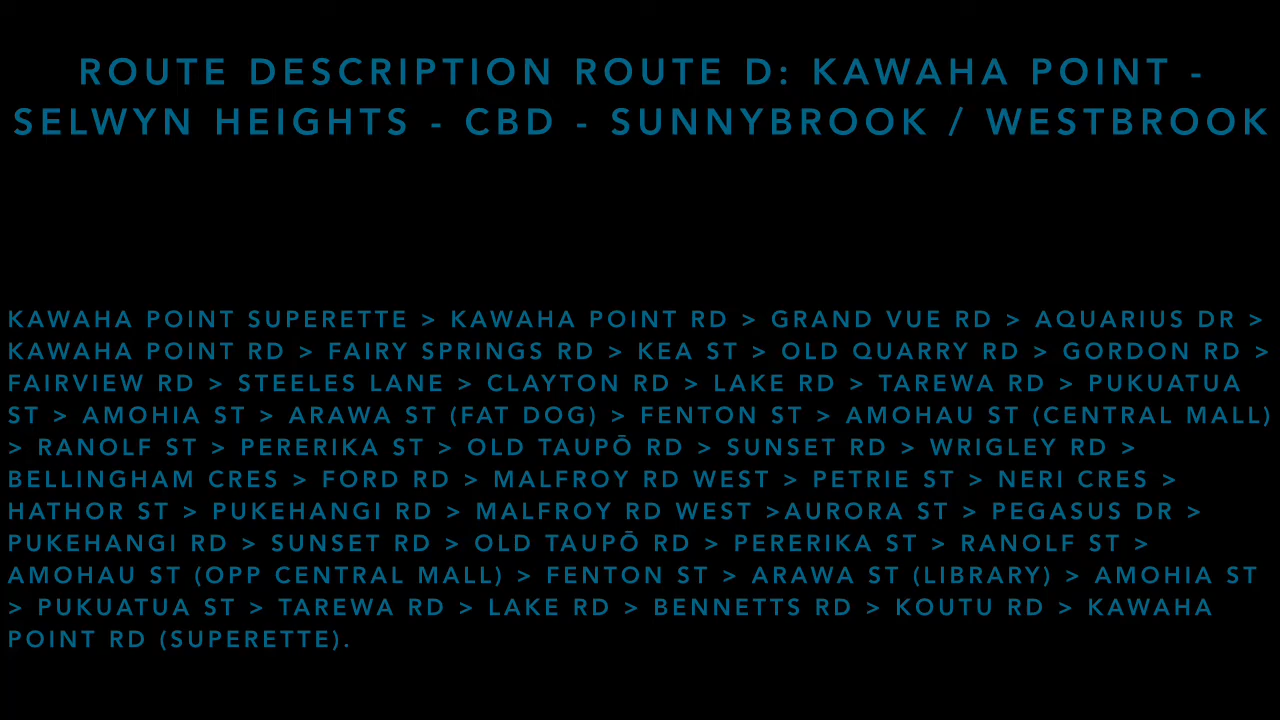 ROUTE DESCRIPTION ROUTE D: KAWAHA POINT -
SELWYN HEIGHTS - CBD - SUNNYBROOK / WESTBROOK
KAWAHA POINT SUPERETTE > KAWAHA POINT RD > GRAND VUE RD > AQUARIUS DR >
KAWAHA POINT RD > FAIRY SPRINGS RD > KEA ST > OLD QUARRY RD > GORDON RD >
FAIRVIEW RD > STEELES LANE > CLAYTON RD > LAKE RD > TAREWA RD > PUKUATUA
ST > AMOHIA ST > ARAWA ST (FAT DOG) > FENTON ST > AMOHAU ST (CENTRAL MALL)
> RANOLF ST > PERERIKA ST > OLD TAUPŌ RD > SUNSET RD > WRIGLEY RD >
BELLINGHAM CRES > FORD RD > MALFROY RD WEST > PETRIE ST > NERI CRES >
HATHOR ST > PUKEHANGI RD > MALFROY RD WEST >AURORA ST > PEGASUS DR >
PUKEHANGI RD > SUNSET RD > OLD TAUPŌ RD > PERERIKA ST > RANOLF ST >
AMOHAU ST (OPP CENTRAL MALL) > FENTON ST > ARAWA ST (LIBRARY) > AMOHIA ST
> PUKUATUA ST > TAREWA RD > LAKE RD > BENNETTS RD > KOUTU RD > KAWAHA
POINT RD (SUPERETTE).